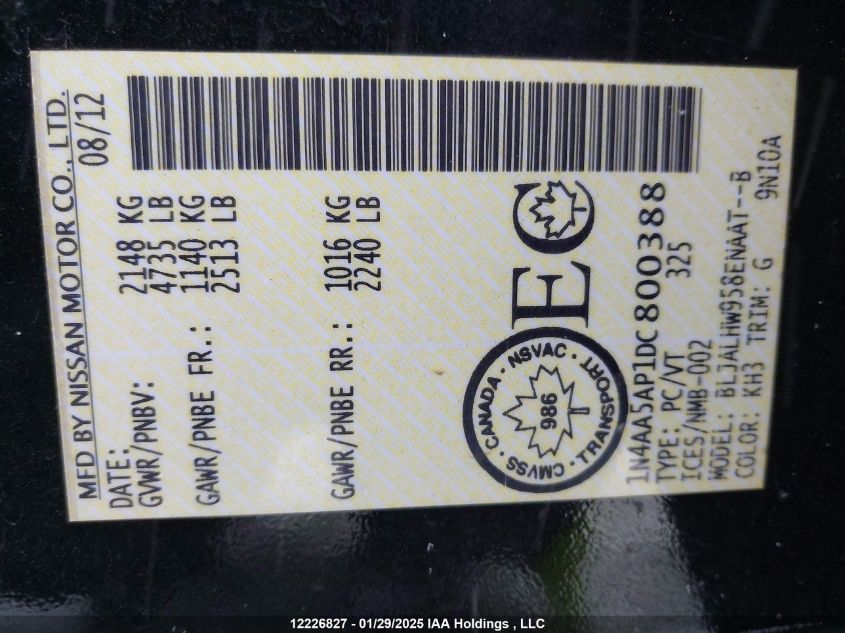 MFD BY NISSAN MOTOR CO., LTD.
DATE: 08/12
GVWR/PNBV: 2148 KG
4735 LB
GAWR/PNBE FR.: 1140 KG
2513 LB
GAWR/PNBE RR.: 1016 KG
2240 LB
CANADA · NSVAC · TRANSPORT · CMVSS
986
T
EC
T
1N4AA5AP1DC800388
TYPE: PC/VT 325
ICES/NMB-002
MODEL: BLJALHW958ENAAT--B
COLOR: KH3 TRIM: G 9N10A
12226827 - 01/29/2025 IAA Holdings , LLC